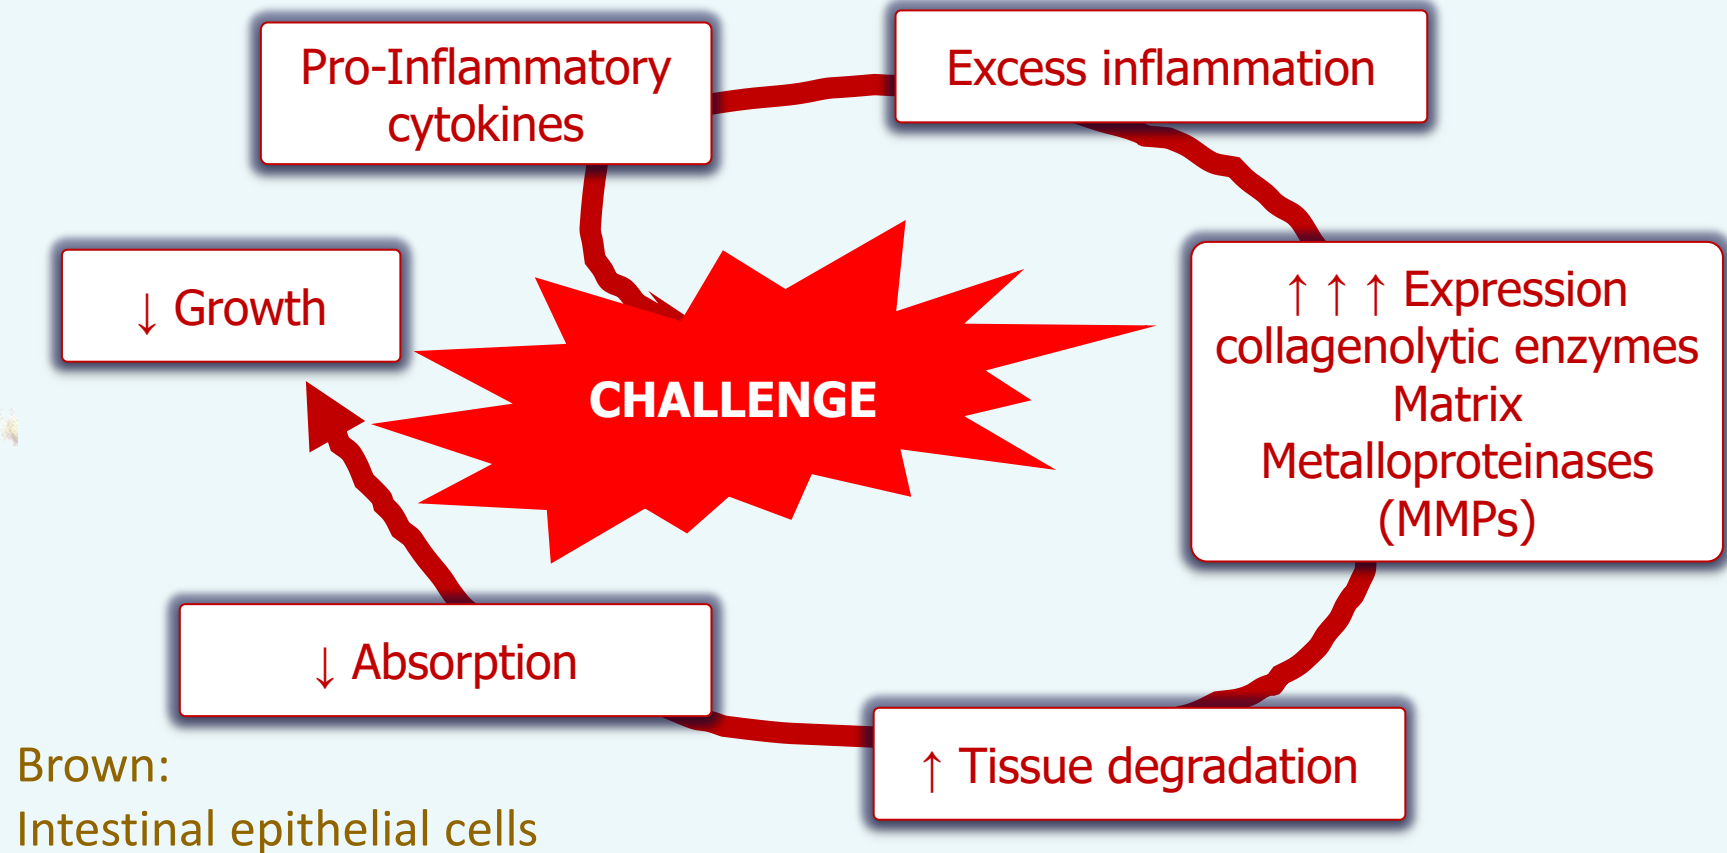 Pro-Inflammatory
cytokines
Excess inflammation
↑ ↑ ↑ Expression
collagenolytic enzymes
Matrix
Metalloproteinases
(MMPs)
↑ Tissue degradation
↓ Absorption
↓ Growth
CHALLENGE
Brown:
Intestinal epithelial cells